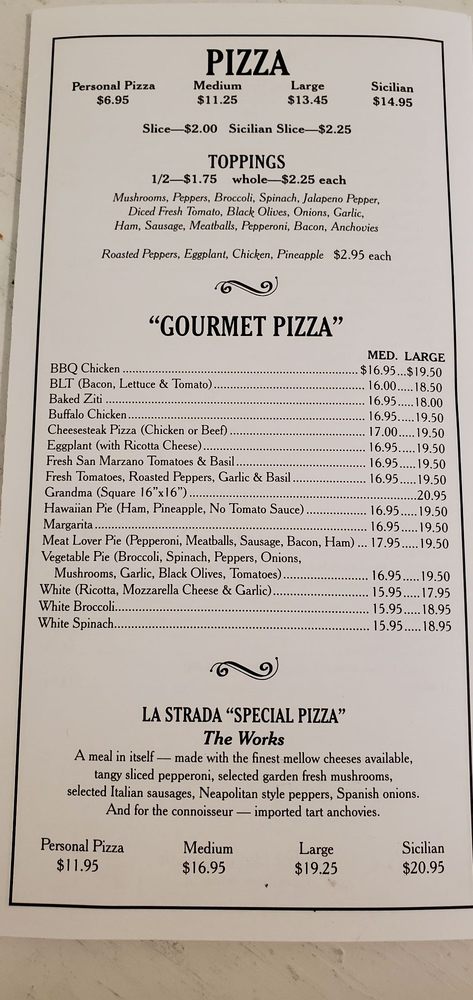 PIZZA
Personal Pizza Medium Large Sicilian
$6.95 $11.25 $13.45 $14.95
Slice—$2.00 Sicilian Slice—$2.25
TOPPINGS
1/2—$1.75 whole—$2.25 each
Mushrooms, Peppers, Broccoli, Spinach, Jalapeno Pepper,
Diced Fresh Tomato, Black Olives, Onions, Garlic,
Ham, Sausage, Meatballs, Pepperoni, Bacon, Anchovies
Roasted Peppers, Eggplant, Chicken, Pineapple $2.95 each
“GOURMET PIZZA”
MED. LARGE
BBQ Chicken ... $16.95...$19.50
BLT (Bacon, Lettuce & Tomato)... 16.00.....18.50
Baked Ziti ... 16.95.....18.00
Buffalo Chicken... 16.95.....19.50
Cheesesteak Pizza (Chicken or Beef)... 17.00.....19.50
Eggplant (with Ricotta Cheese)... 16.95.....19.50
Fresh San Marzano Tomatoes & Basil... 16.95.....19.50
Fresh Tomatoes, Roasted Peppers, Garlic & Basil... 16.95.....19.50
Grandma (Square 16”x16”) ...20.95
Hawaiian Pie (Ham, Pineapple, No Tomato Sauce)... 16.95.....19.50
Margarita... 16.95.....19.50
Meat Lover Pie (Pepperoni, Meatballs, Sausage, Bacon, Ham) ... 17.95.....19.50
Vegetable Pie (Broccoli, Spinach, Peppers, Onions,
Mushrooms, Garlic, Black Olives, Tomatoes)... 16.95.....19.50
White (Ricotta, Mozzarella Cheese & Garlic)... 15.95.....17.95
White Broccoli... 15.95.....18.95
White Spinach... 15.95.....18.95
LA STRADA “SPECIAL PIZZA”
The Works
A meal in itself — made with the finest mellow cheeses available,
tangy sliced pepperoni, selected garden fresh mushrooms,
selected Italian sausages, Neapolitan style peppers, Spanish onions.
And for the connoisseur — imported tart anchovies.
Personal Pizza Medium Large Sicilian
$11.95 $16.95 $19.25 $20.95